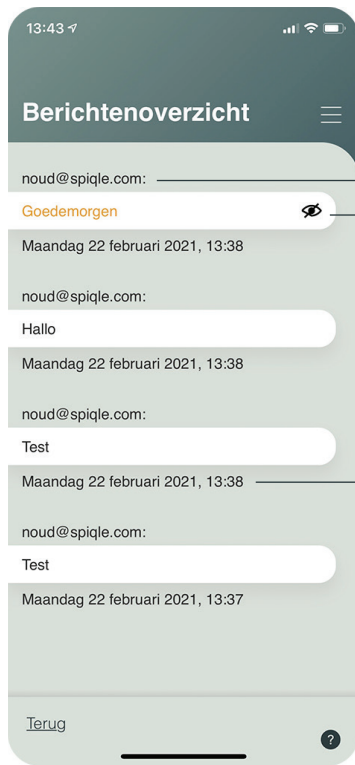 13:43
Berichtenoverzicht
noud@spiqle.com:
Goedemorgen
Maandag 22 februari 2021, 13:38
noud@spiqle.com:
Hallo
Maandag 22 februari 2021, 13:38
noud@spiqle.com:
Test
Maandag 22 februari 2021, 13:38
noud@spiqle.com:
Test
Maandag 22 februari 2021, 13:37
Terug
?